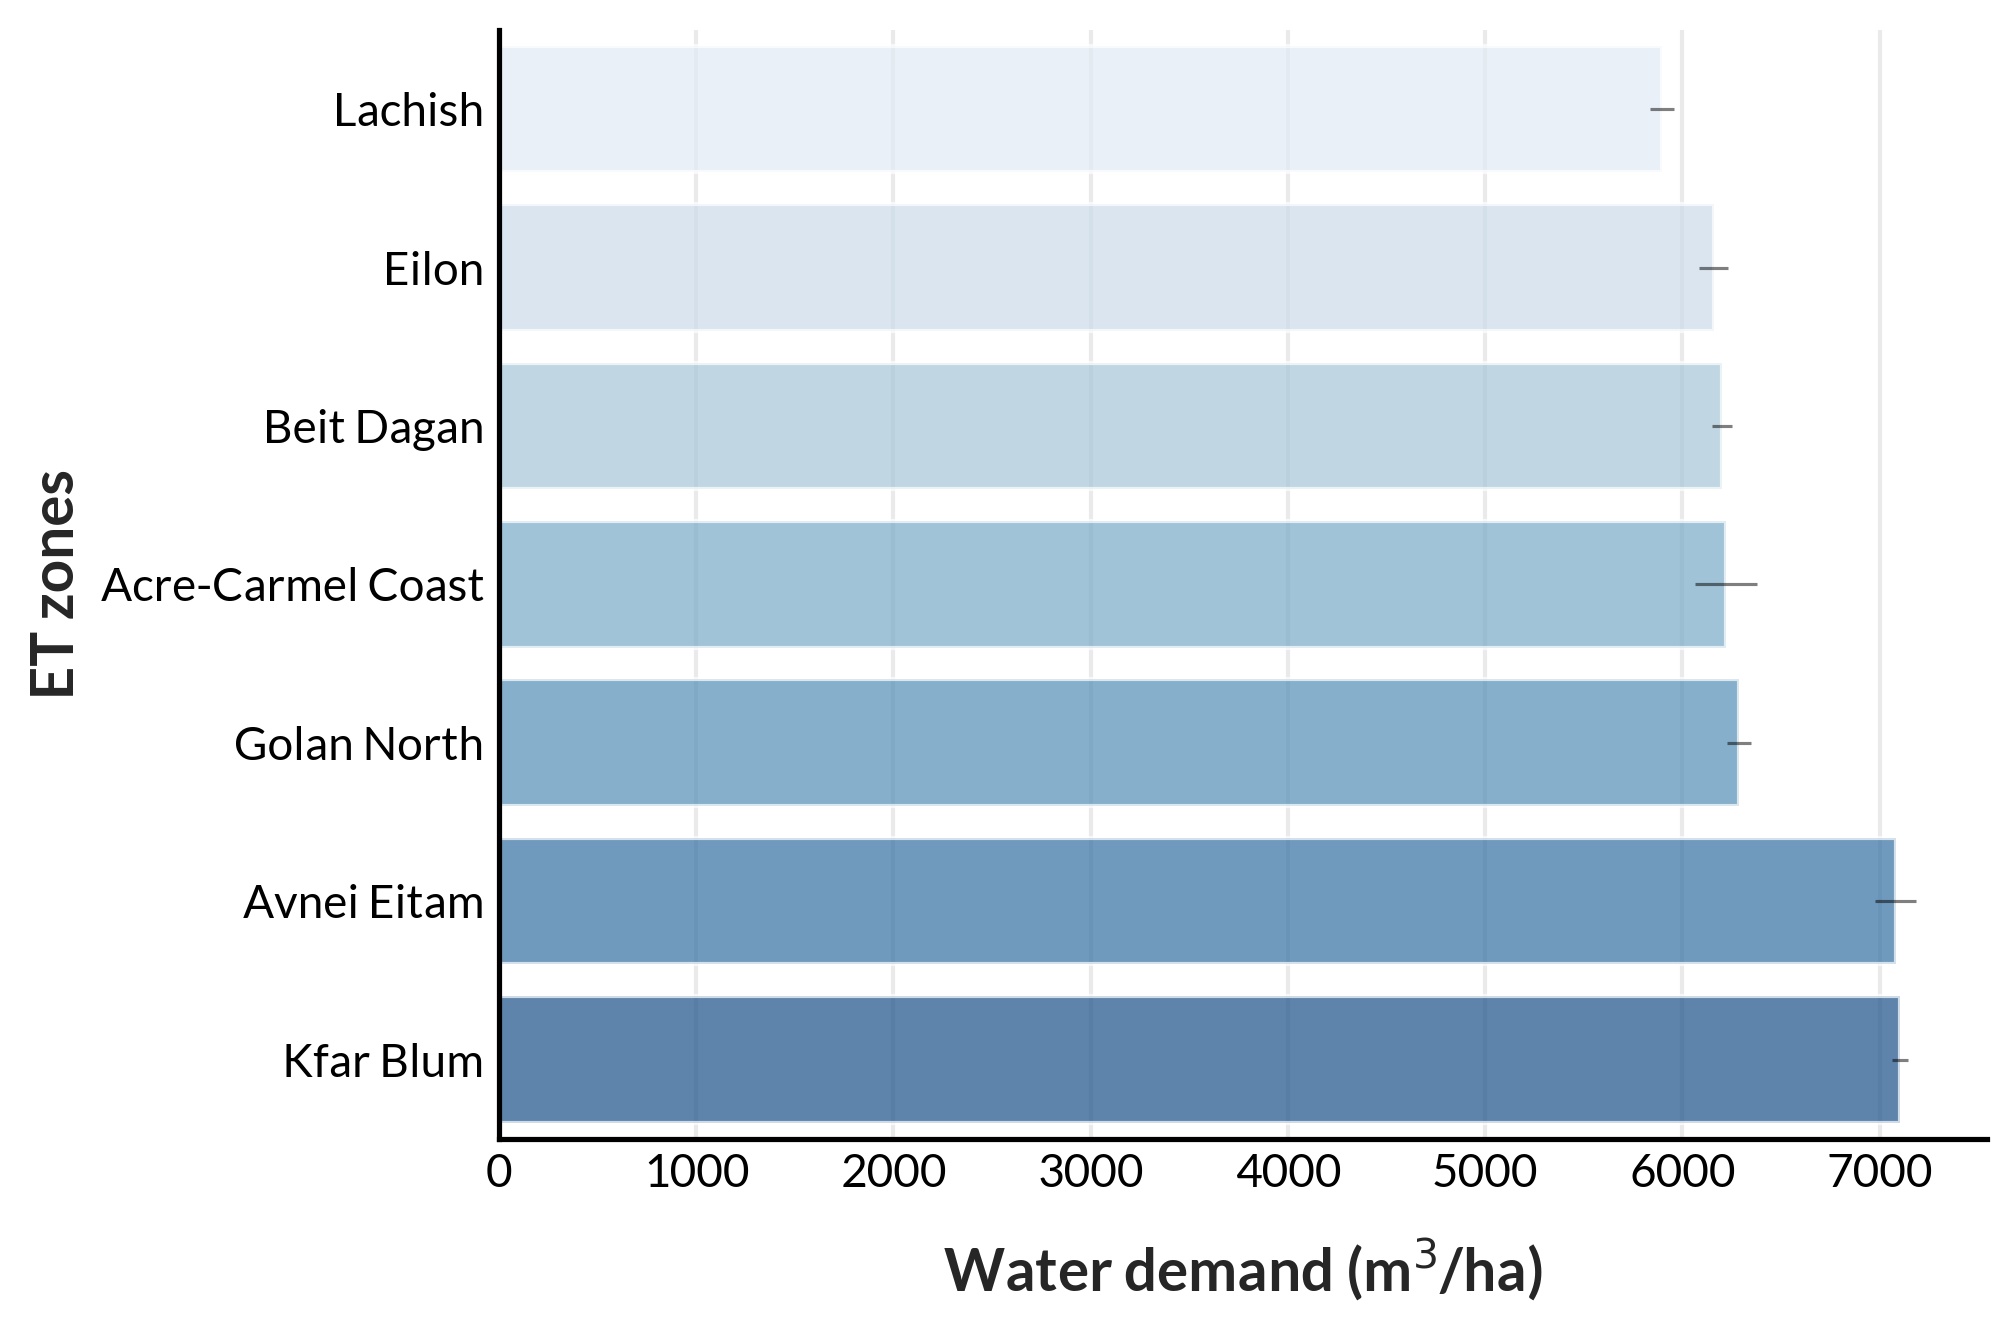 Lachish
Eilon
Beit Dagan
Acre-Carmel Coast
Golan North
Avnei Eitam
Kfar Blum
ET zones
0 1000 2000 3000 4000 5000 6000 7000
Water demand (m³/ha)